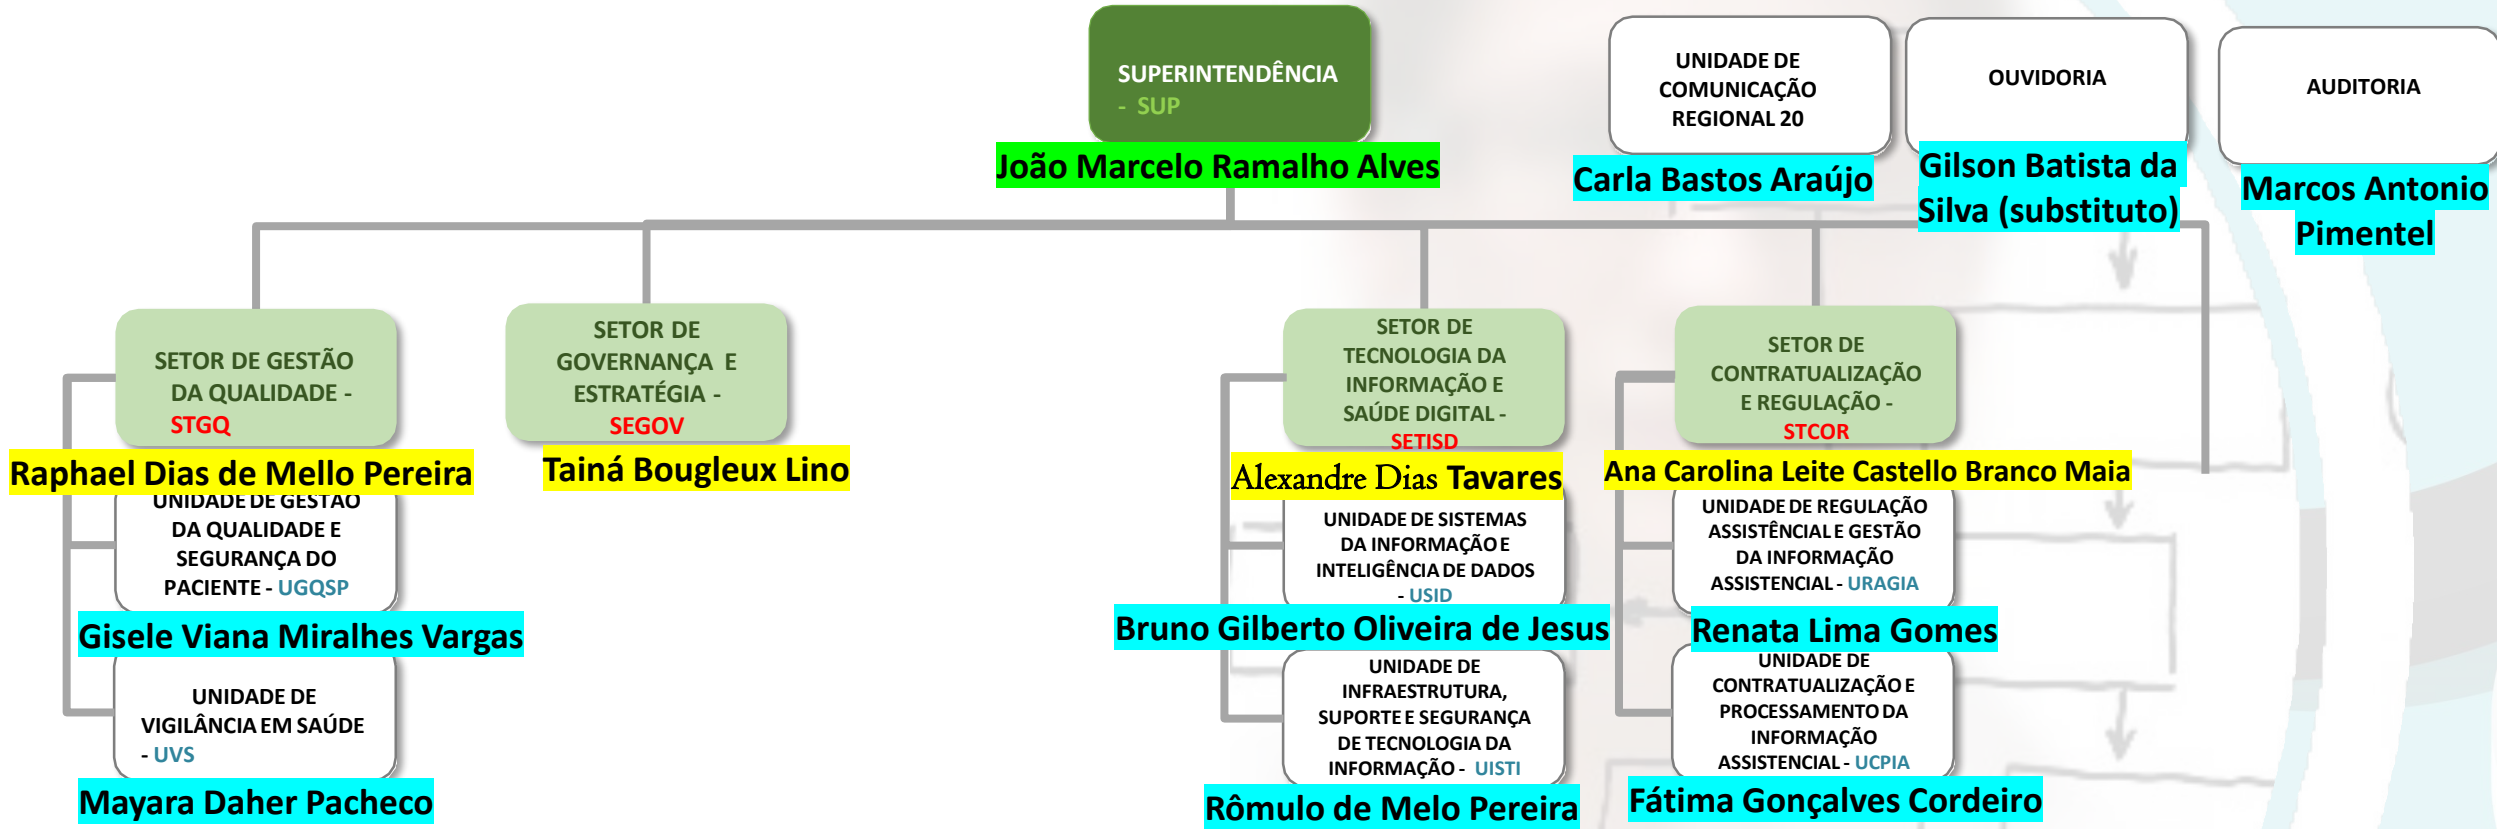 SUPERINTENDÊNCIA
- SUP
João Marcelo Ramalho Alves
UNIDADE DE
COMUNICAÇÃO
REGIONAL 20
Carla Bastos Araújo
OUVIDORIA
Gilson Batista da
Silva (substituto)
AUDITORIA
Marcos Antonio
Pimentel
SETOR DE GESTÃO
DA QUALIDADE -
STGQ
Raphael Dias de Mello Pereira
UNIDADE DE GESTÃO
DA QUALIDADE E
SEGURANÇA DO
PACIENTE - UGQSP
Gisele Viana Miralhes Vargas
UNIDADE DE
VIGILÂNCIA EM SAÚDE
- UVS
Mayara Daher Pacheco
SETOR DE
GOVERNANÇA E
ESTRATÉGIA -
SEGOV
Tainá Bougleux Lino
SETOR DE
TECNOLOGIA DA
INFORMAÇÃO E
SAÚDE DIGITAL -
SETISD
Alexandre Dias Tavares
UNIDADE DE SISTEMAS
DA INFORMAÇÃO E
INTELIGÊNCIA DE DADOS
- USID
Bruno Gilberto Oliveira de Jesus
UNIDADE DE
INFRAESTRUTURA,
SUPORTE E SEGURANÇA
DE TECNOLOGIA DA
INFORMAÇÃO - UISTI
Rômulo de Melo Pereira
SETOR DE
CONTRATUALIZAÇÃO
E REGULAÇÃO -
STCOR
Ana Carolina Leite Castello Branco Maia
UNIDADE DE REGULAÇÃO
ASSISTÊNCIAL E GESTÃO
DA INFORMAÇÃO
ASSISTENCIAL - URAGIA
Renata Lima Gomes
UNIDADE DE
CONTRATUALIZAÇÃO E
PROCESSAMENTO DA
INFORMAÇÃO
ASSISTENCIAL - UCPIA
Fátima Gonçalves Cordeiro